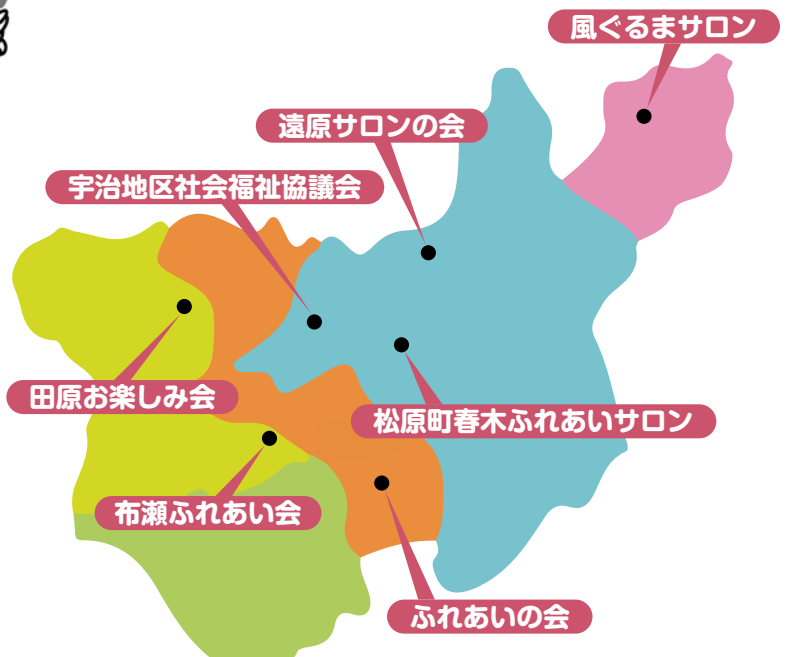 風ぐるまサロン
遠原サロンの会
宇治地区社会福祉協議会
田原お楽しみ会
松原町春木ふれあいサロン
布瀬ふれあい会
ふれあいの会